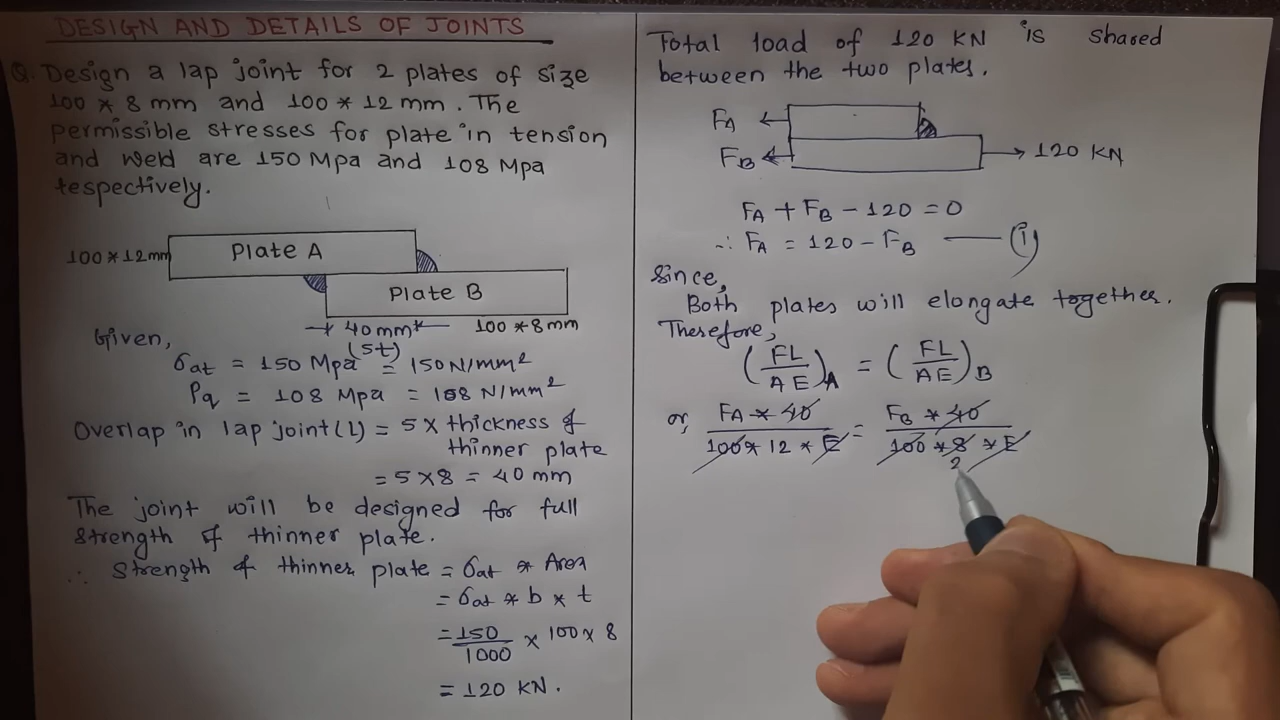 DESIGN AND DETAILS OF JOINTS
Q. Design a lap joint for 2 plates of size
100 * 8 mm and 100 * 12 mm. The
permissible stresses for plate in tension
and weld are 150 Mpa and 108 Mpa
respectively.
100*12mm
Plate A
Plate B
40mm
(5t)
100*8mm
Given,
σat = 150 Mpa = 150N/mm²
Pq = 108 Mpa = 108 N/mm²
Overlap in lap joint(L) = 5 x thickness of
thinner plate
= 5 x 8 = 40 mm
The joint will be designed for full
strength of thinner plate.
∴ Strength of thinner plate = σat * Area
= σat * b * t
= 150/1000 x 100 x 8
= 120 KN.
Total load of 120 KN is shared
between the two plates.
FA
FB
120 KN
FA + FB - 120 = 0
∴ FA = 120 - FB (i)
Since,
Both plates will elongate together.
Therefore,
(FL/AE)A = (FL/AE)B
or, FA * 40 / 100 * 12 * E = FB * 40 / 100 * 8 * E
2